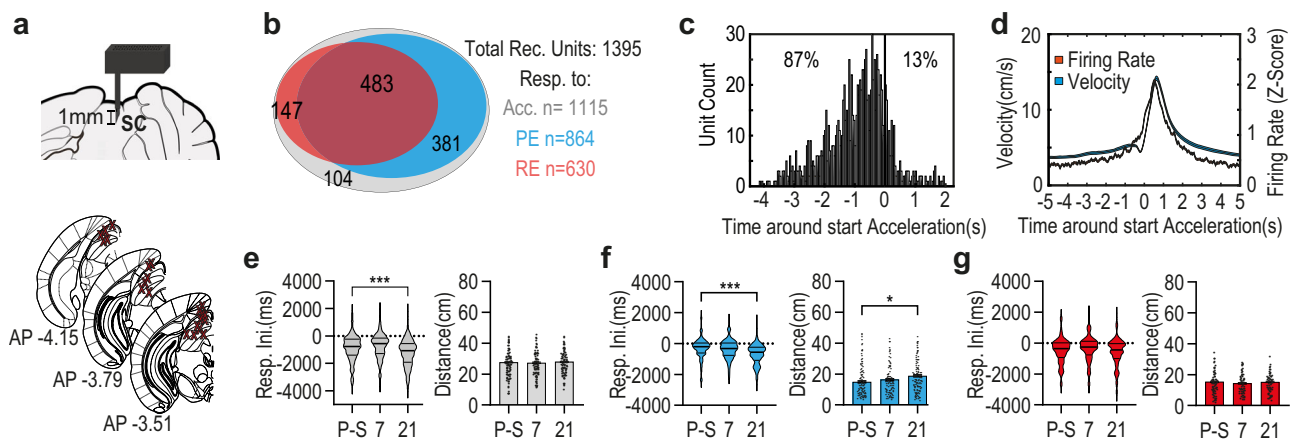 a
1mm
SC
AP -4.15
AP -3.79
AP -3.51
b
483
147
381
104
Total Rec. Units: 1395
Resp. to:
Acc. n= 1115
PE n=864
RE n=630
c
30
20
10
0
Unit Count
87%
13%
-4 -3 -2 -1 0 1 2
Time around start Acceleration(s)
d
20
15
10
5
0
Velocity(cm/s)
Firing Rate
Velocity
3
2
1
0
Firing Rate (Z-Score)
-5 -4 -3 -2 -1 0 1 2 3 4 5
Time around start Acceleration(s)
e
4000
2000
0
-2000
-4000
Resp. Ini.(ms)
***
P-S 7 21
80
60
40
20
0
Distance(cm)
P-S 7 21
f
4000
2000
0
-2000
-4000
Resp. Ini.(ms)
***
P-S 7 21
80
60
40
20
0
Distance(cm)
*
P-S 7 21
g
4000
2000
0
-2000
-4000
Resp. Ini.(ms)
P-S 7 21
80
60
40
20
0
Distance(cm)
P-S 7 21